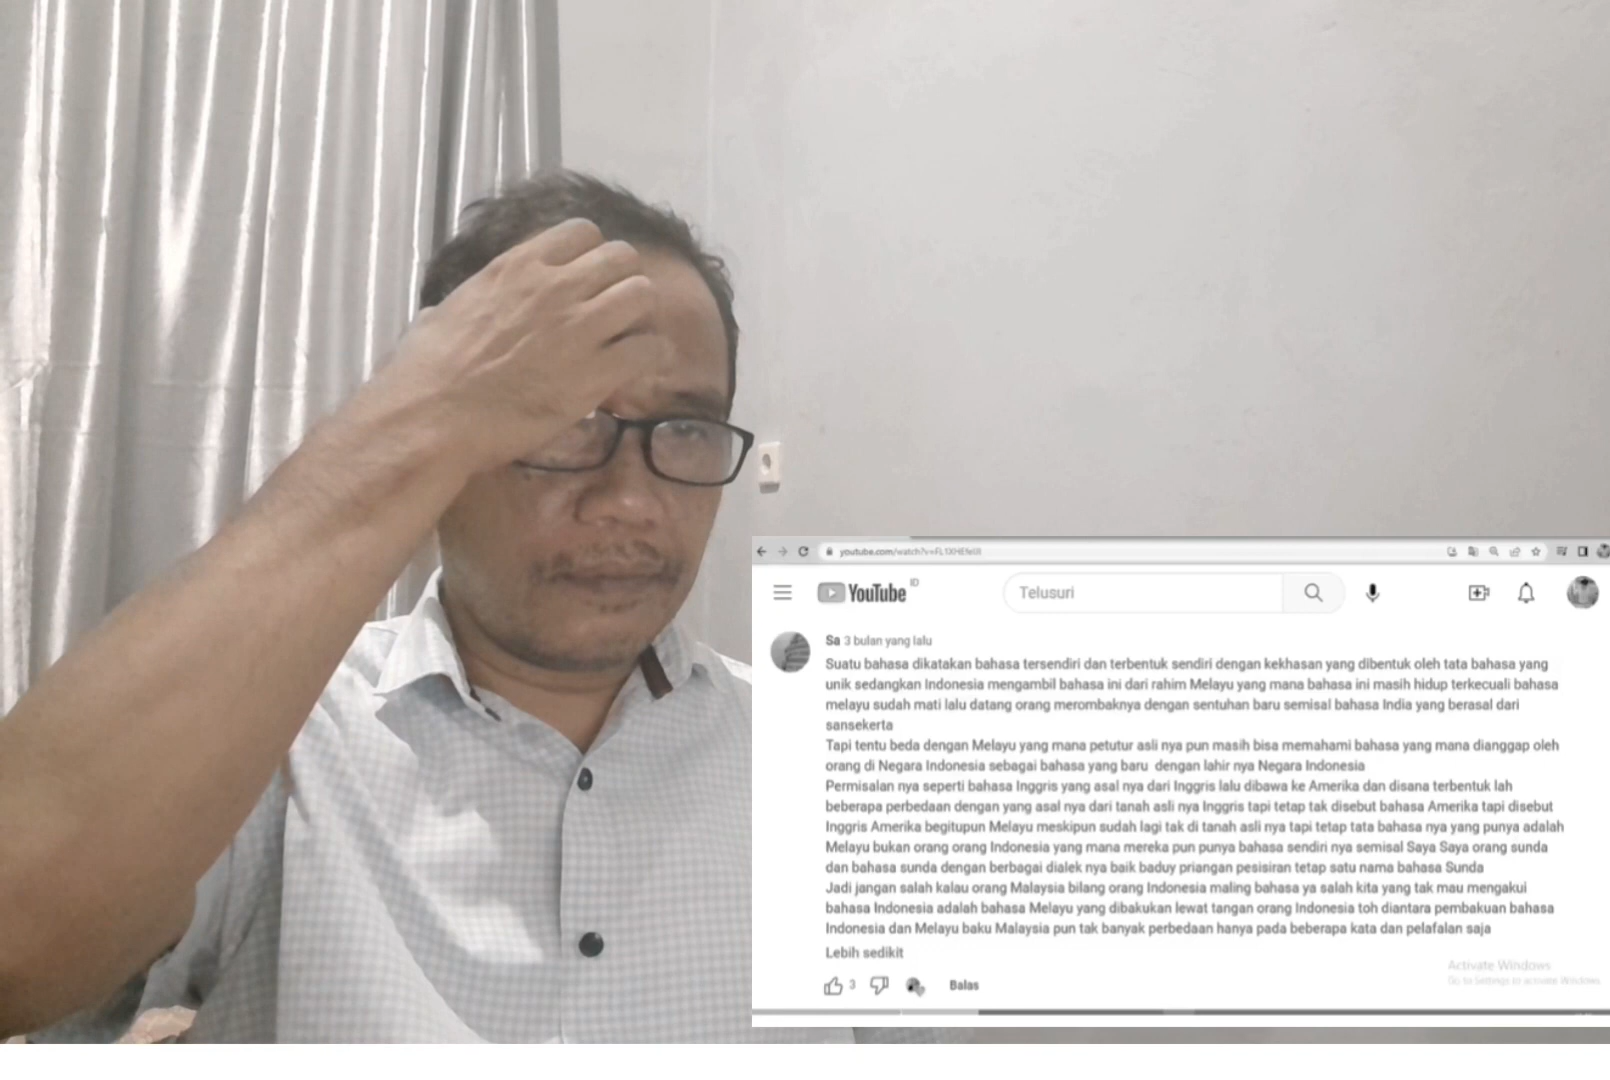 youtube.com/watch?v=
YouTube ID
Telusuri
Sa 3 bulan yang lalu
Suatu bahasa dikatakan bahasa tersendiri dan terbentuk sendiri dengan kekhasan yang dibentuk oleh tata bahasa yang
unik sedangkan Indonesia mengambil bahasa ini dari rahim Melayu yang mana bahasa ini masih hidup terkecuali bahasa
melayu sudah mati lalu datang orang merombaknya dengan sentuhan baru semisal bahasa India yang berasal dari
sansekerta
Tapi tentu beda dengan Melayu yang mana petutur asli nya pun masih bisa memahami bahasa yang mana dianggap oleh
orang di Negara Indonesia sebagai bahasa yang baru dengan lahir nya Negara Indonesia
Permisalan nya seperti bahasa Inggris yang asal nya dari Inggris lalu dibawa ke Amerika dan disana terbentuk lah
beberapa perbedaan dengan yang asal nya dari tanah asli nya Inggris tapi tetap tak disebut bahasa Amerika tapi disebut
Inggris Amerika begitupun Melayu meskipun sudah lagi tak di tanah asli nya tapi tetap tata bahasa nya yang punya adalah
Melayu bukan orang orang Indonesia yang mana mereka pun punya bahasa sendiri nya semisal Saya Saya orang sunda
dan bahasa sunda dengan berbagai dialek nya baik baduy priangan pesisiran tetap satu nama bahasa Sunda
Jadi jangan salah kalau orang Malaysia bilang orang Indonesia maling bahasa ya salah kita yang tak mau mengakui
bahasa Indonesia adalah bahasa Melayu yang dibakukan lewat tangan orang Indonesia toh diantara pembakuan bahasa
Indonesia dan Melayu baku Malaysia pun tak banyak perbedaan hanya pada beberapa kata dan pelafalan saja
Lebih sedikit
3 Balas
Activate Windows
Go to Settings to activate Windows.